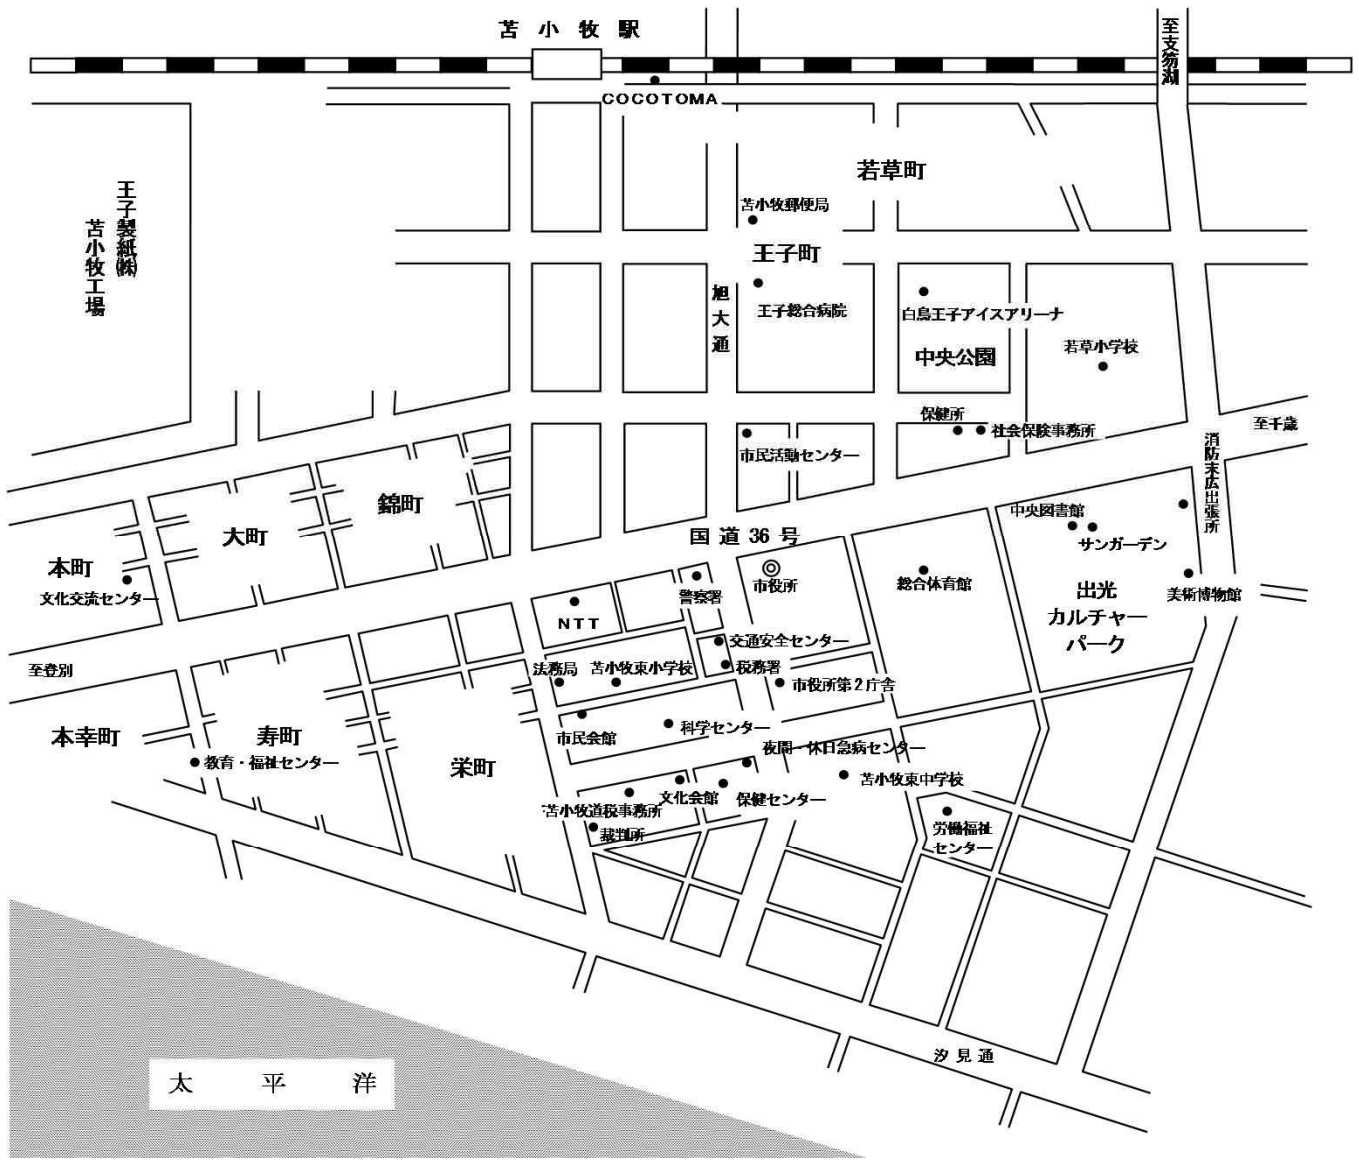 苫小牧駅
至支笏湖
COCOTOMA
若草町
王子製紙㈱
苫小牧工場
苫小牧郵便局
王子町
旭大通
王子総合病院
白鳥王子アイスアリーナ
中央公園
若草小学校
保健所
社会保険事務所
至千歳
市民活動センター
消防末広出張所
錦町
大町
中央図書館
国道36号
サンガーデン
本町
文化交流センター
警察署
市役所
総合体育館
出光
カルチャー
パーク
美術博物館
NTT
交通安全センター
至登別
法務局
苫小牧東小学校
税務署
市役所第2庁舎
本幸町
寿町
市民会館
科学センター
教育・福祉センター
栄町
夜間・休日急病センター
苫小牧東中学校
文化会館
保健センター
苫小牧道税事務所
裁判所
労働福祉
センター
汐見通
太平洋